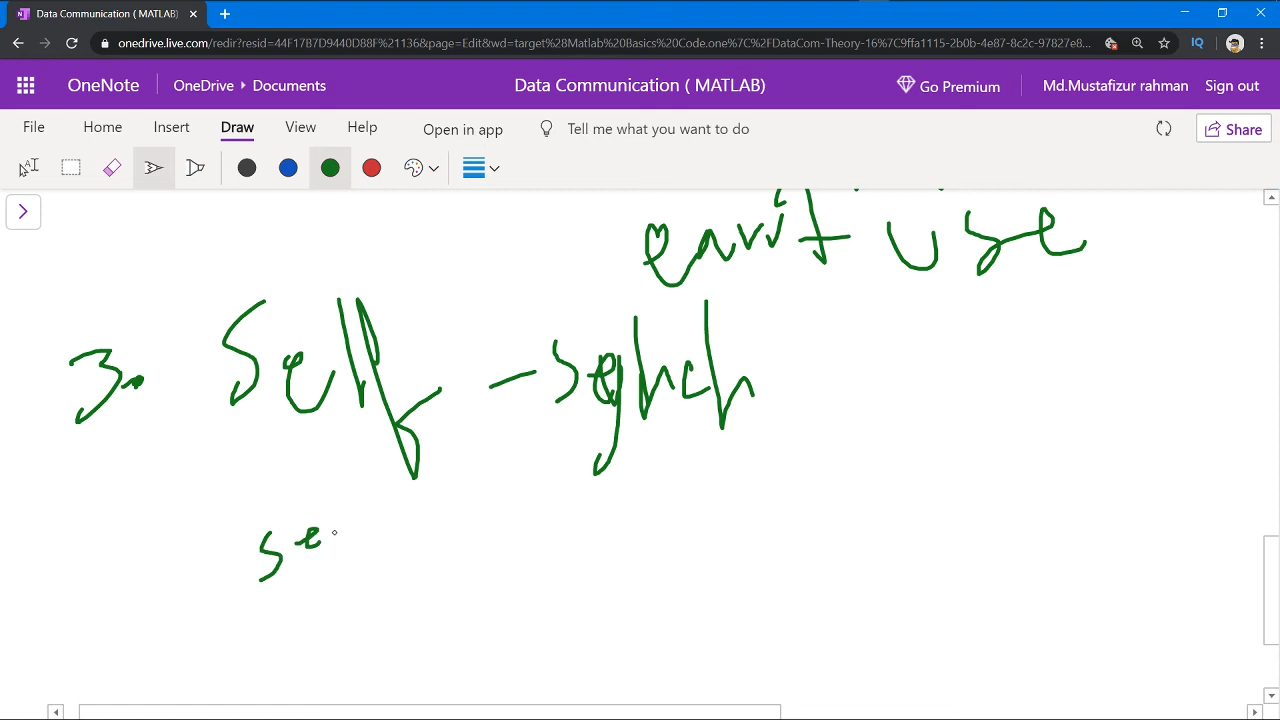 Data Communication (MATLAB)
onedrive.live.com/redir?resid=44F17B7D9440D88F%21136&page=Edit&wd=target%28Matlab%20Basics%20Code.one%7C%2FDataCom-Theory-16%7C9ffa1115-2b0b-4e87-8c2c-97827e8...
OneNote OneDrive Documents Data Communication ( MATLAB) Go Premium Md.Mustafizur rahman Sign out
File Home Insert Draw View Help Open in app Tell me what you want to do Share
use
3. Self -
se